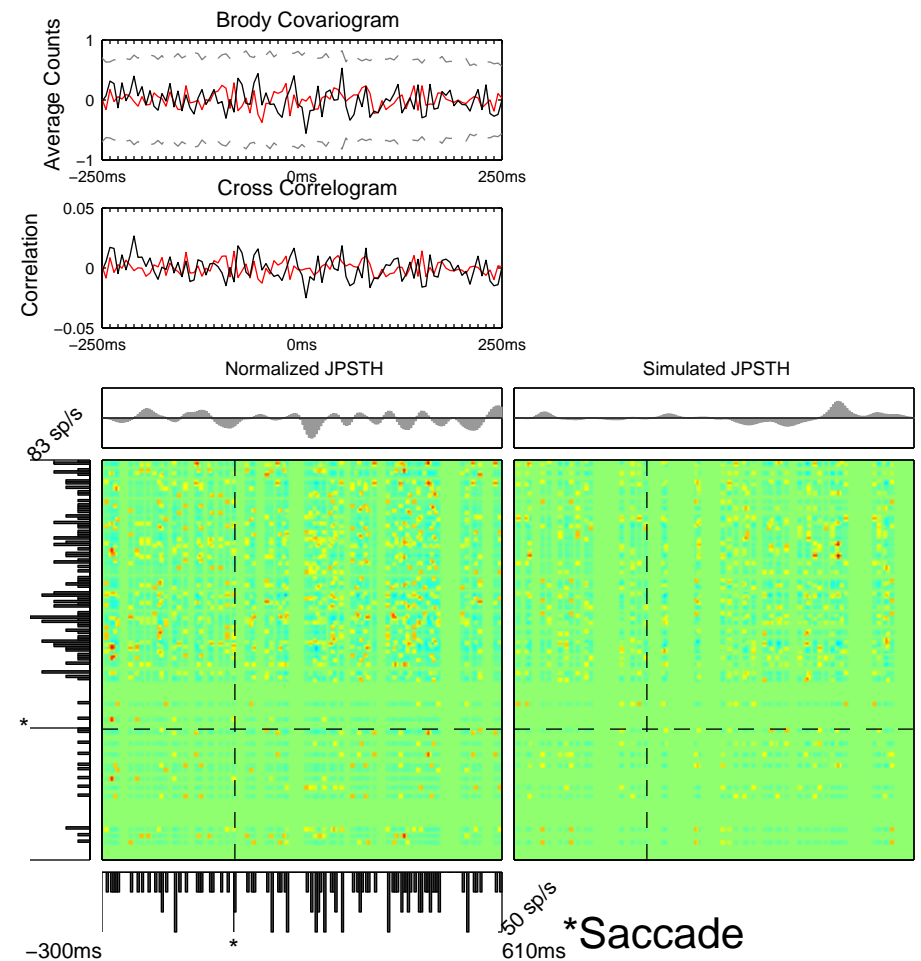 Brody Covariogram
Average Counts
1
0
−1
−250ms
0ms
250ms
Cross Correlogram
Correlation
0.05
0
−0.05
−250ms
0ms
250ms
Normalized JPSTH
Simulated JPSTH
83 sp/s
*
50 sp/s
−300ms
*
610ms
*Saccade